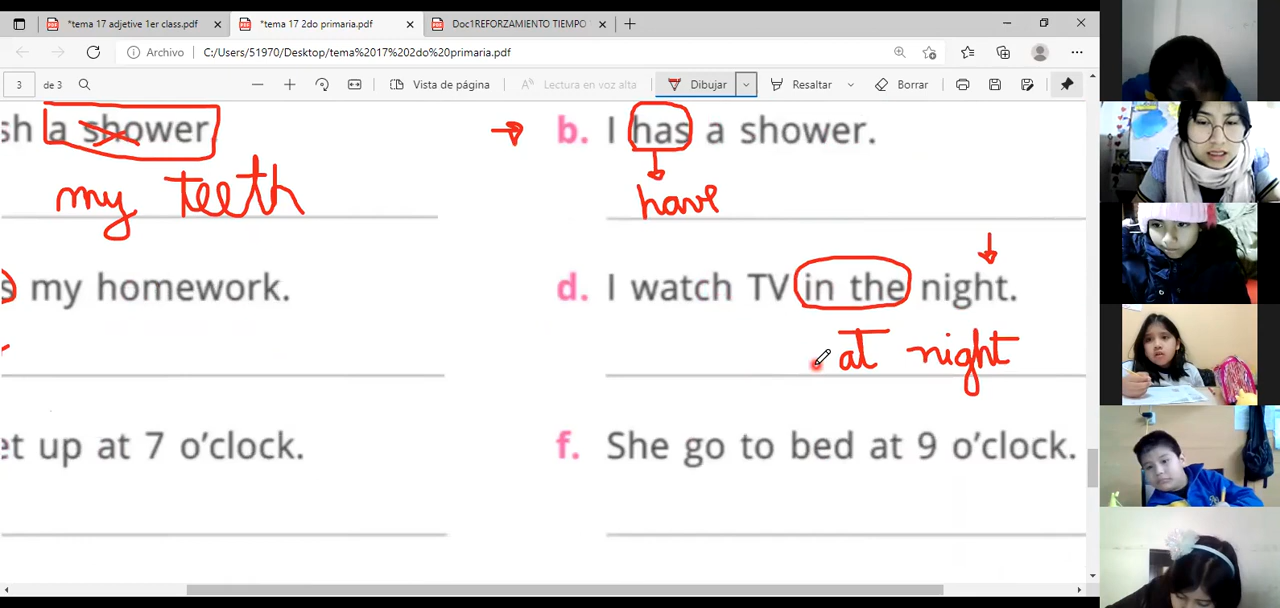 *tema 17 adjetive 1er class.pdf
*tema 17 2do primaria.pdf
Doc1REFORZAMIENTO TIEMPO
Archivo
C:/Users/51970/Desktop/tema%2017%202do%20primaria.pdf
3 de 3
Vista de página
Lectura en voz alta
Dibujar
Resaltar
Borrar
sh a shower.
my teeth
b. I has a shower.
have
s my homework.
d. I watch TV in the night.
at night
et up at 7 o'clock.
f. She go to bed at 9 o'clock.